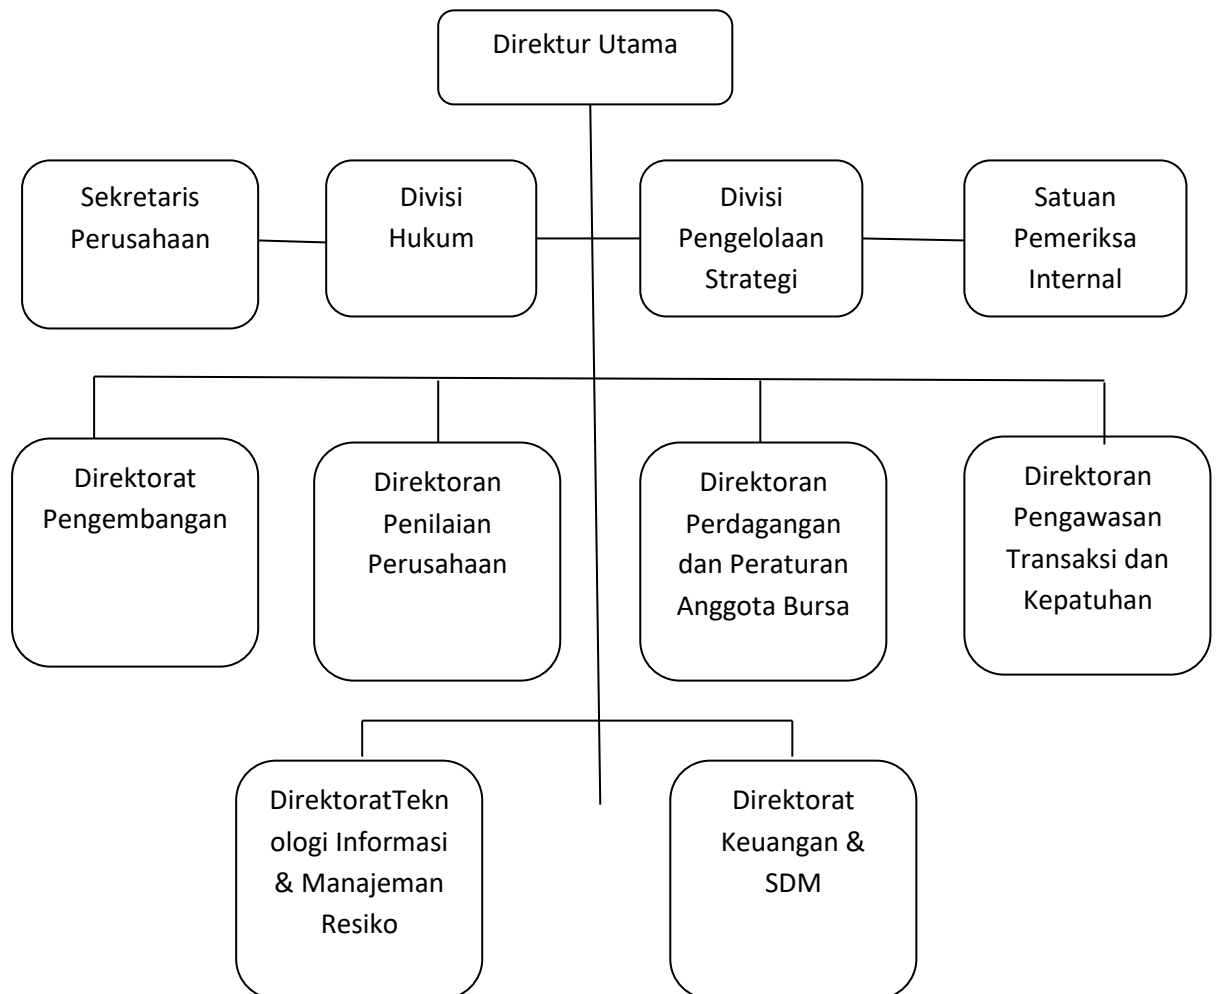 Direktur Utama
Sekretaris
Perusahaan
Divisi
Hukum
Divisi
Pengelolaan
Strategi
Satuan
Pemeriksa
Internal
Direktorat
Pengembangan
Direktoran
Penilaian
Perusahaan
Direktoran
Perdagangan
dan Peraturan
Anggota Bursa
Direktoran
Pengawasan
Transaksi dan
Kepatuhan
DirektoratTekn
ologi Informasi
& Manajeman
Resiko
Direktorat
Keuangan &
SDM